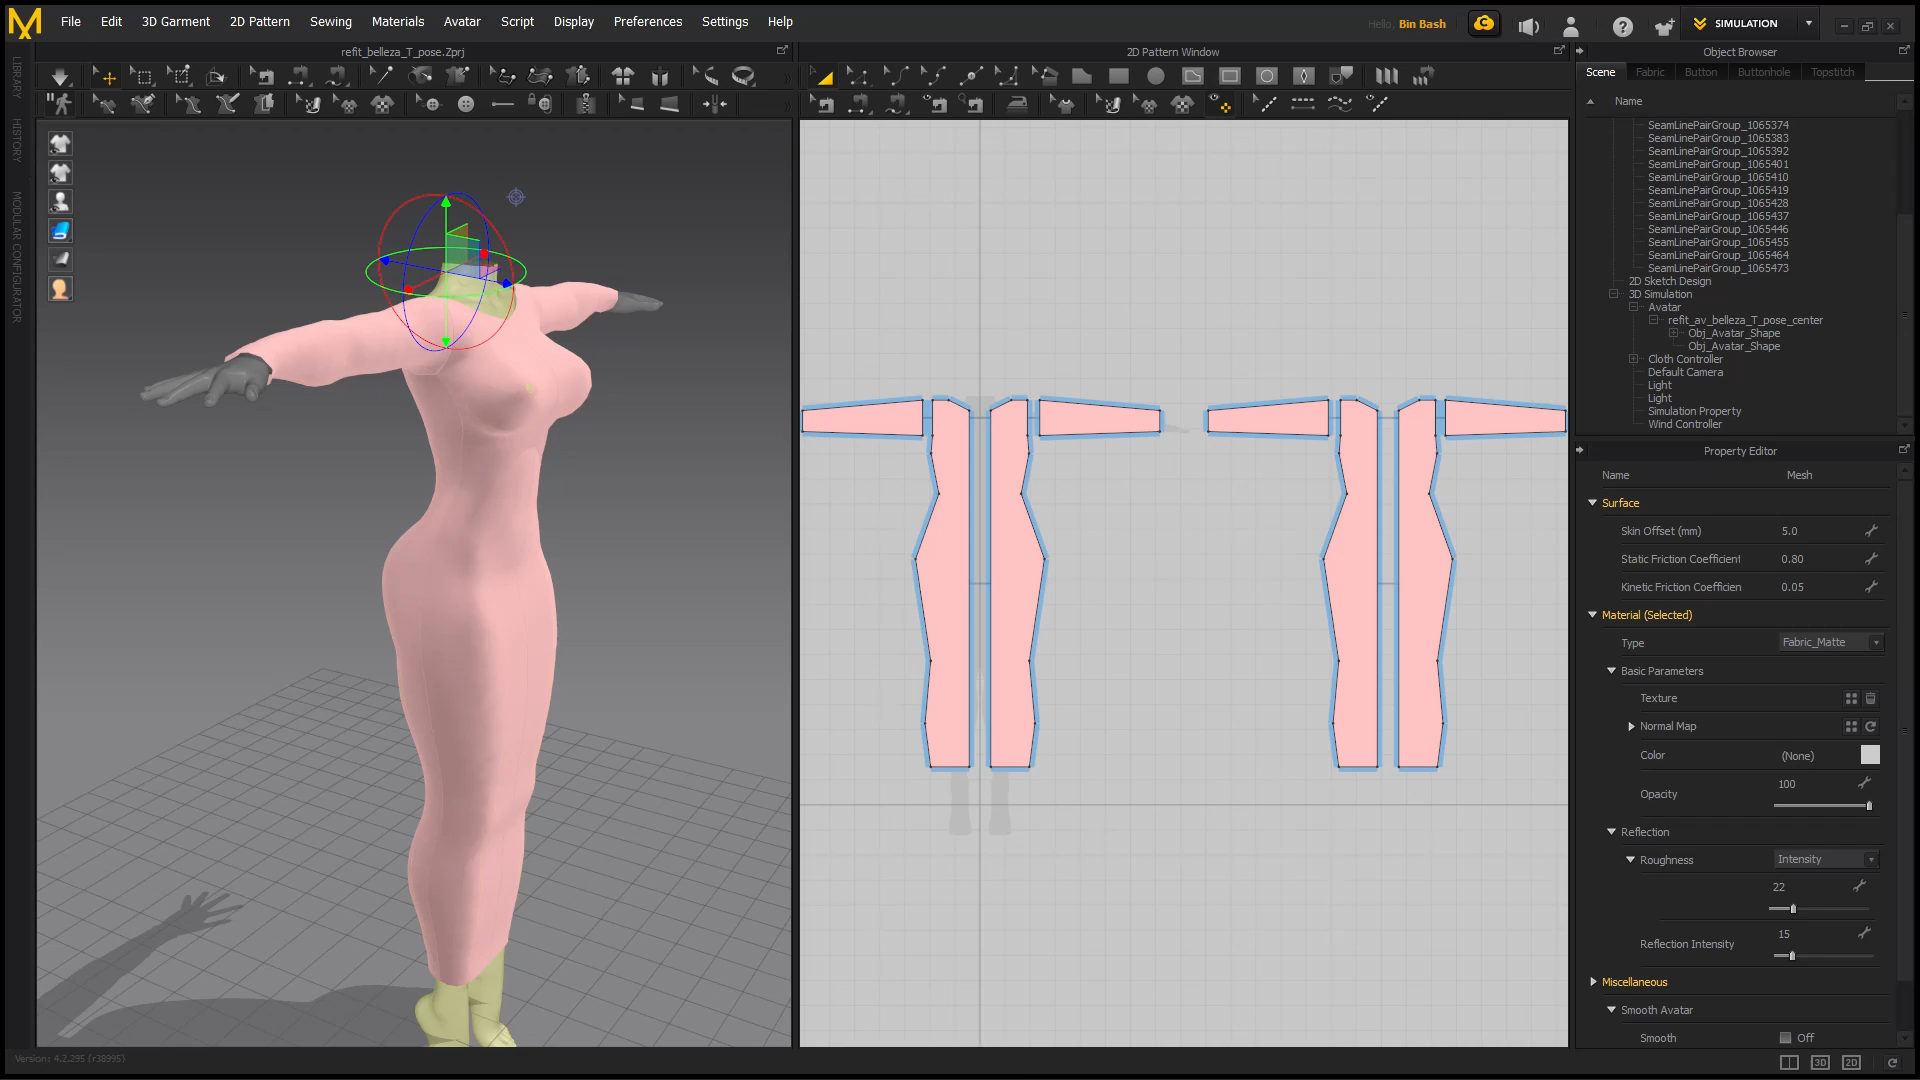 File Edit 3D Garment 2D Pattern Sewing Materials Avatar Script Display Preferences Settings Help
Hello, Bin Bash
SIMULATION
refit_belleza_T_pose.Zprj
2D Pattern Window
Object Browser
Scene Fabric Button Buttonhole Topstitch
Name
LIBRARY
HISTORY
MODULAR CONFIGURATOR
SeamLinePairGroup_1065374
SeamLinePairGroup_1065383
SeamLinePairGroup_1065392
SeamLinePairGroup_1065401
SeamLinePairGroup_1065410
SeamLinePairGroup_1065419
SeamLinePairGroup_1065428
SeamLinePairGroup_1065437
SeamLinePairGroup_1065446
SeamLinePairGroup_1065455
SeamLinePairGroup_1065464
SeamLinePairGroup_1065473
2D Sketch Design
3D Simulation
Avatar
refit_av_belleza_T_pose_center
Obj_Avatar_Shape
Obj_Avatar_Shape
Cloth Controller
Default Camera
Light
Light
Simulation Property
Wind Controller
Property Editor
Name Mesh
Surface
Skin Offset (mm) 5.0
Static Friction Coefficient 0.80
Kinetic Friction Coefficien 0.05
Material (Selected)
Type Fabric_Matte
Basic Parameters
Texture
Normal Map
Color (None)
Opacity 100
Reflection
Roughness Intensity
22
Reflection Intensity 15
Miscellaneous
Smooth Avatar
Smooth Off
Version: 4.2.295 (r38995)
3D 2D